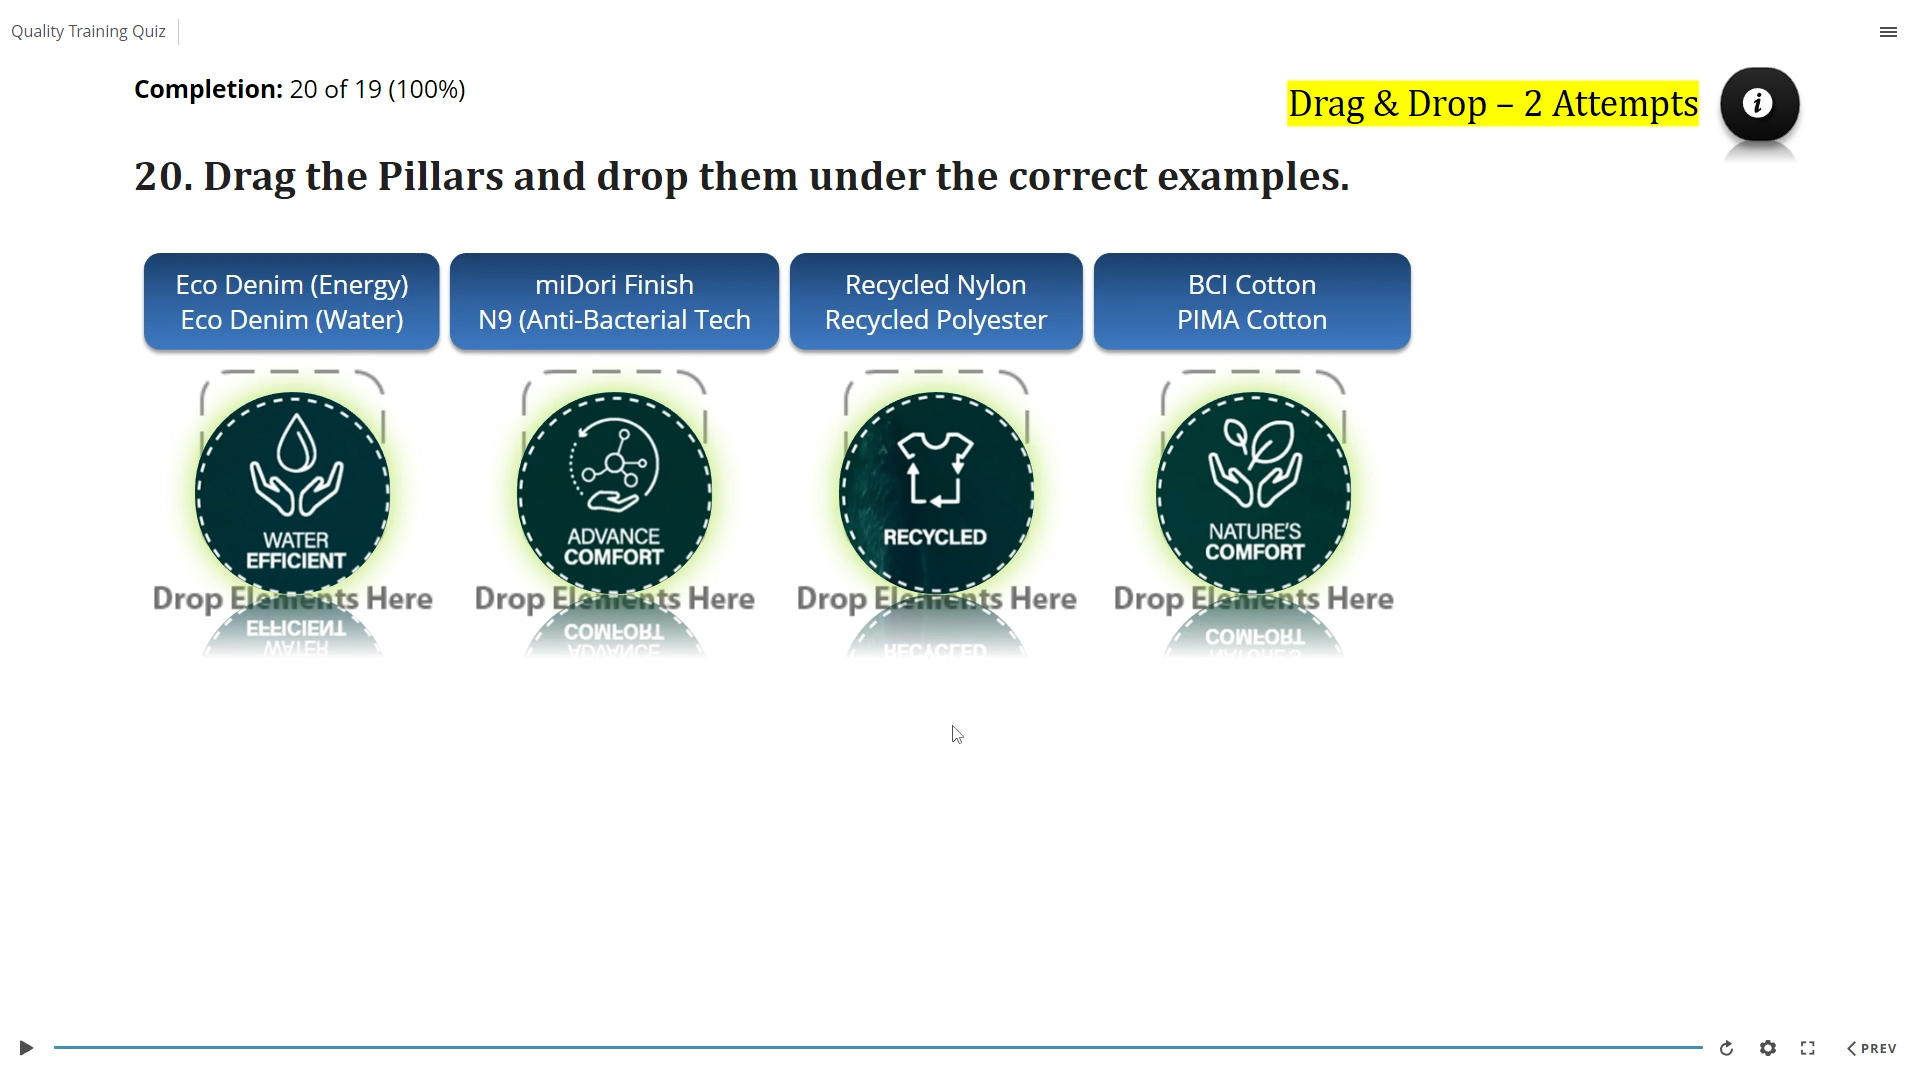 Quality Training Quiz
Completion: 20 of 19 (100%)
Drag & Drop – 2 Attempts
20. Drag the Pillars and drop them under the correct examples.
Eco Denim (Energy)
Eco Denim (Water)
miDori Finish
N9 (Anti-Bacterial Tech
Recycled Nylon
Recycled Polyester
BCI Cotton
PIMA Cotton
WATER
EFFICIENT
ADVANCE
COMFORT
RECYCLED
NATURE'S
COMFORT
Drop Elements Here
Drop Elements Here
Drop Elements Here
Drop Elements Here
PREV